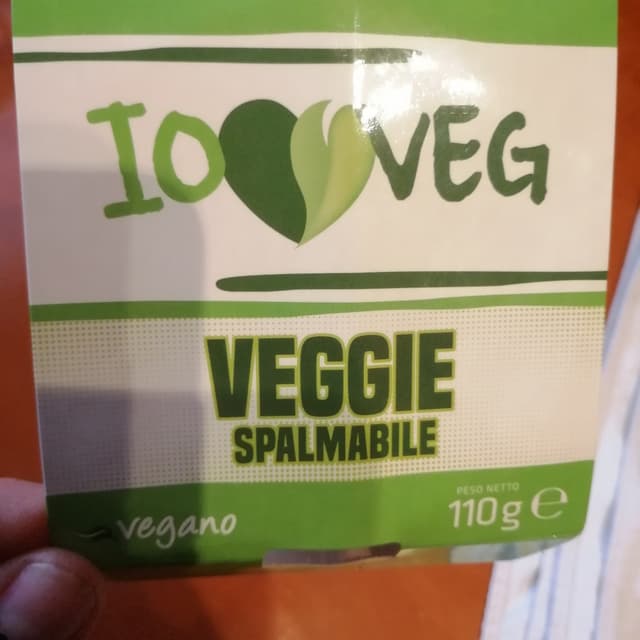 IO VEG
VEGGIE
SPALMABILE
vegano
PESO NETTO
110g ℮